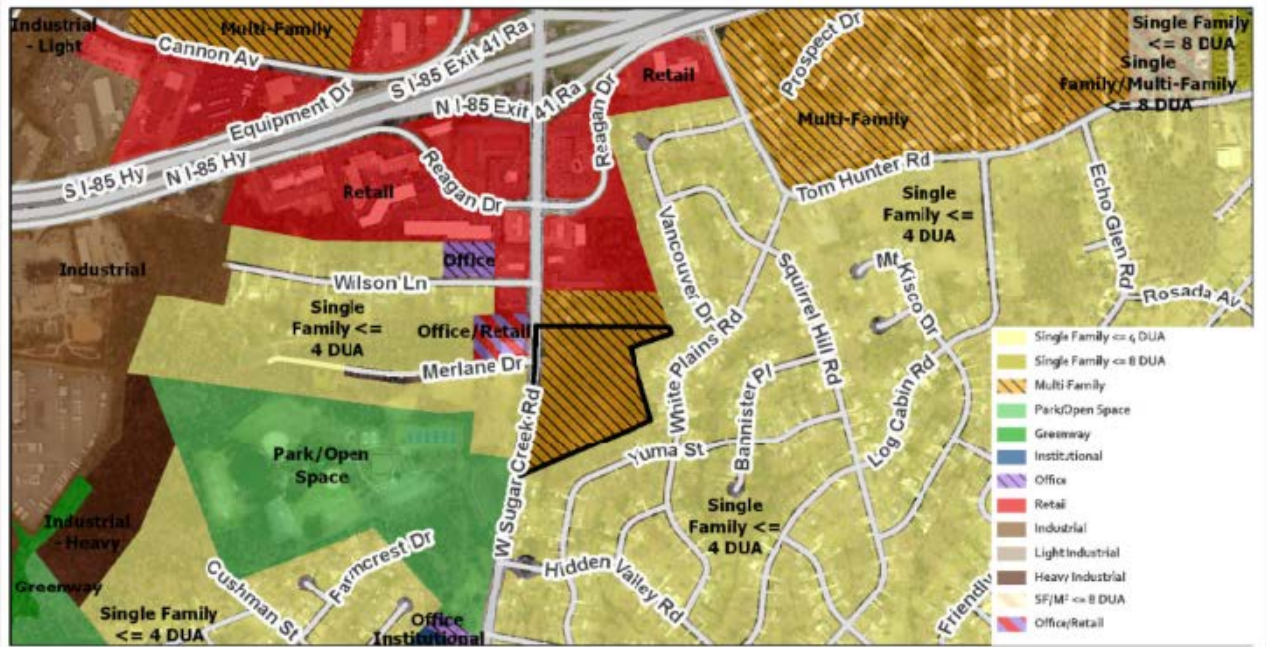 Industrial
- Light
Multi-Family
Cannon Av
S I-85 Exit 41 Ra
N I-85 Exit 41 Ra
Equipment Dr
S I-85 Hy
N I-85 Hy
Reagan Dr
Reagan Dr
Retail
Retail
Prospect Dr
Multi-Family
Single Family
<= 8 DUA
Single
Family/Multi-Family
<= 8 DUA
Tom Hunter Rd
Single
Family <=
4 DUA
Echo Glen Rd
Rosada Av
Mt Kisco Dr
Vancouver Dr
Squirrel Hill Rd
White Plains Rd
Bannister Pl
Log Cabin Rd
Industrial
Office
Wilson Ln
Single
Family <=
4 DUA
Office/Retail
Merlane Dr
W Sugar Creek Rd
Yuma St
Park/Open
Space
Single
Family <=
4 DUA
Industrial
- Heavy
Greenway
Farmcrest Dr
Cushman St
Hidden Valley Rd
Single Family
<= 4 DUA
Office
Institutional
Friendly
Single Family <= 4 DUA
Single Family <= 8 DUA
Multi-Family
Park/Open Space
Greenway
Institutional
Office
Retail
Industrial
Light Industrial
Heavy Industrial
SF/MF <= 8 DUA
Office/Retail